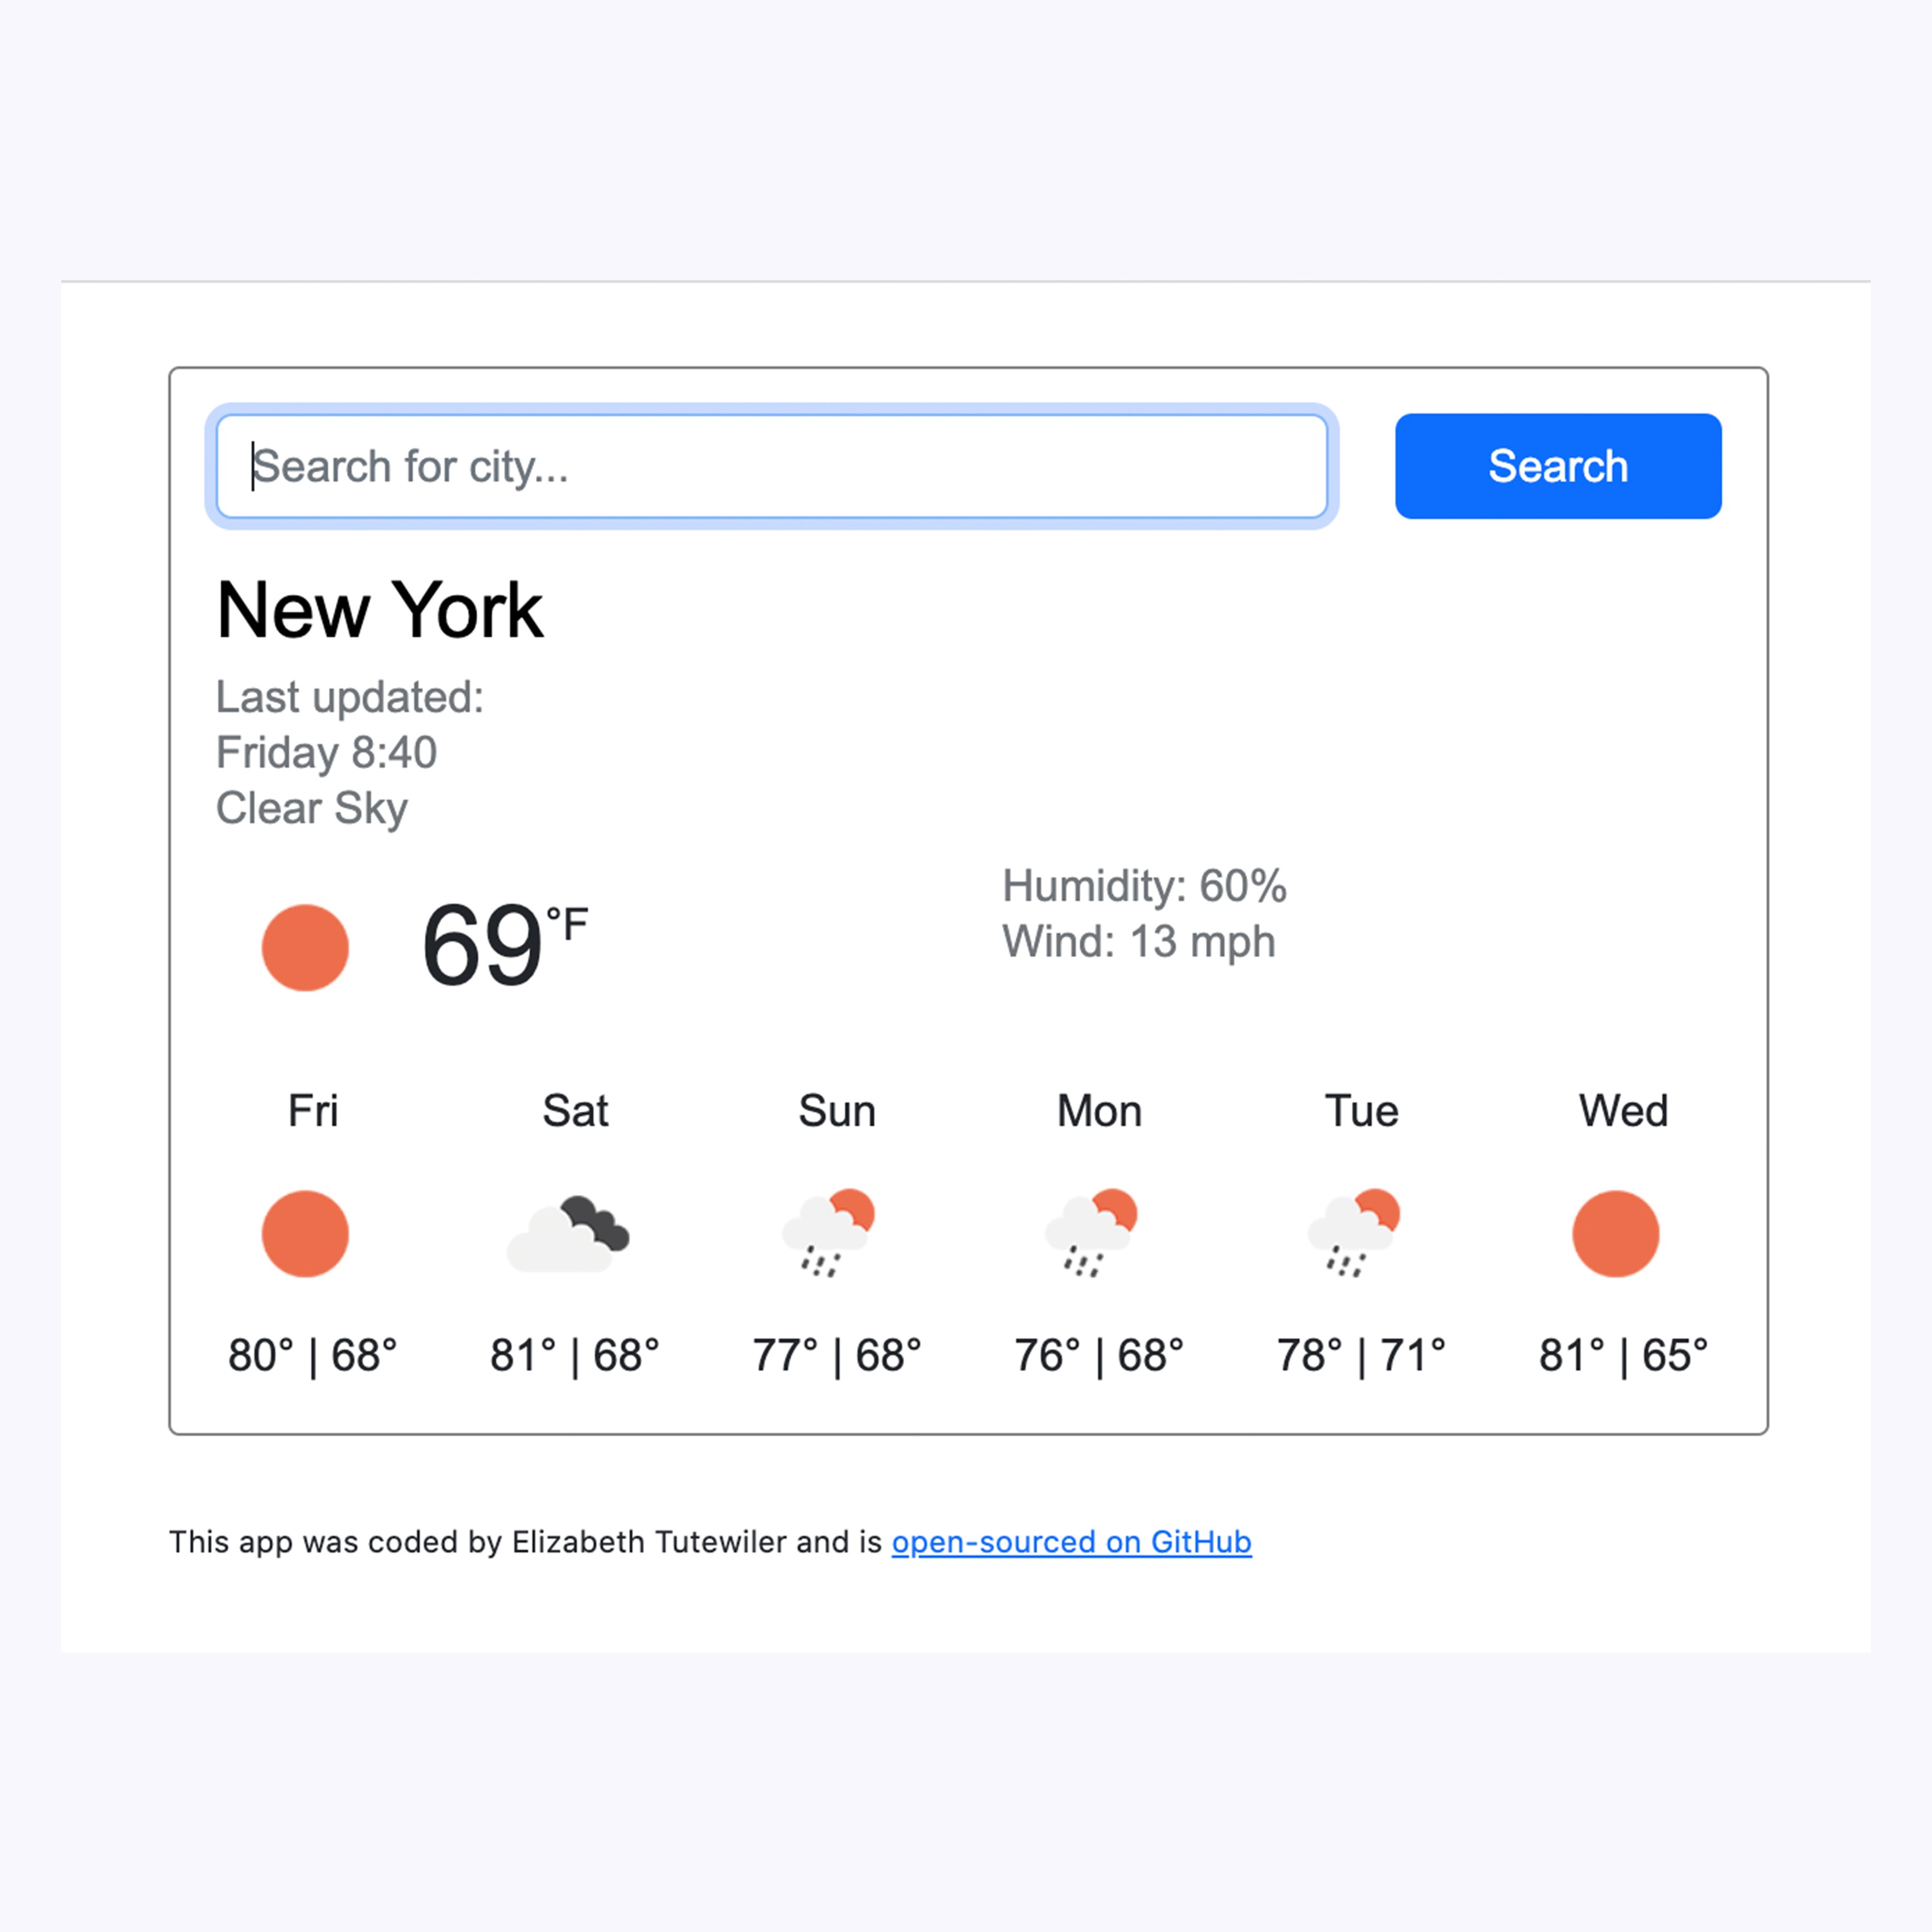 Search for city...
Search
New York
Last updated:
Friday 8:40
Clear Sky
69°F
Humidity: 60%
Wind: 13 mph
Fri Sat Sun Mon Tue Wed
80° | 68° 81° | 68° 77° | 68° 76° | 68° 78° | 71° 81° | 65°
This app was coded by Elizabeth Tutewiler and is open-sourced on GitHub